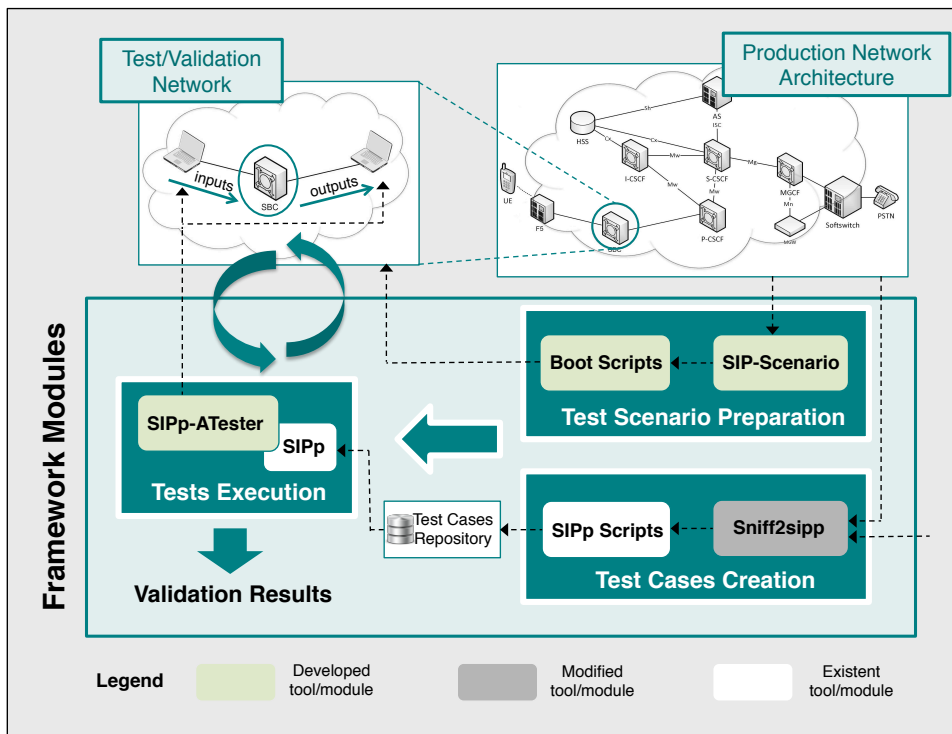 Test/Validation
Network
Production Network
Architecture
inputs
outputs
SBC
Sh
AS
ISC
HSS
Cx
Cx
I-CSCF
Mw
S-CSCF
Mg
MGCF
Mw
Mw
Mn
UE
F5
P-CSCF
MGW
Softswitch
PSTN
Framework Modules
Boot Scripts
SIP-Scenario
Test Scenario Preparation
SIPp-ATester
SIPp
Tests Execution
Test Cases
Repository
SIPp Scripts
Sniff2sipp
Test Cases Creation
Validation Results
Legend
Developed
tool/module
Modified
tool/module
Existent
tool/module